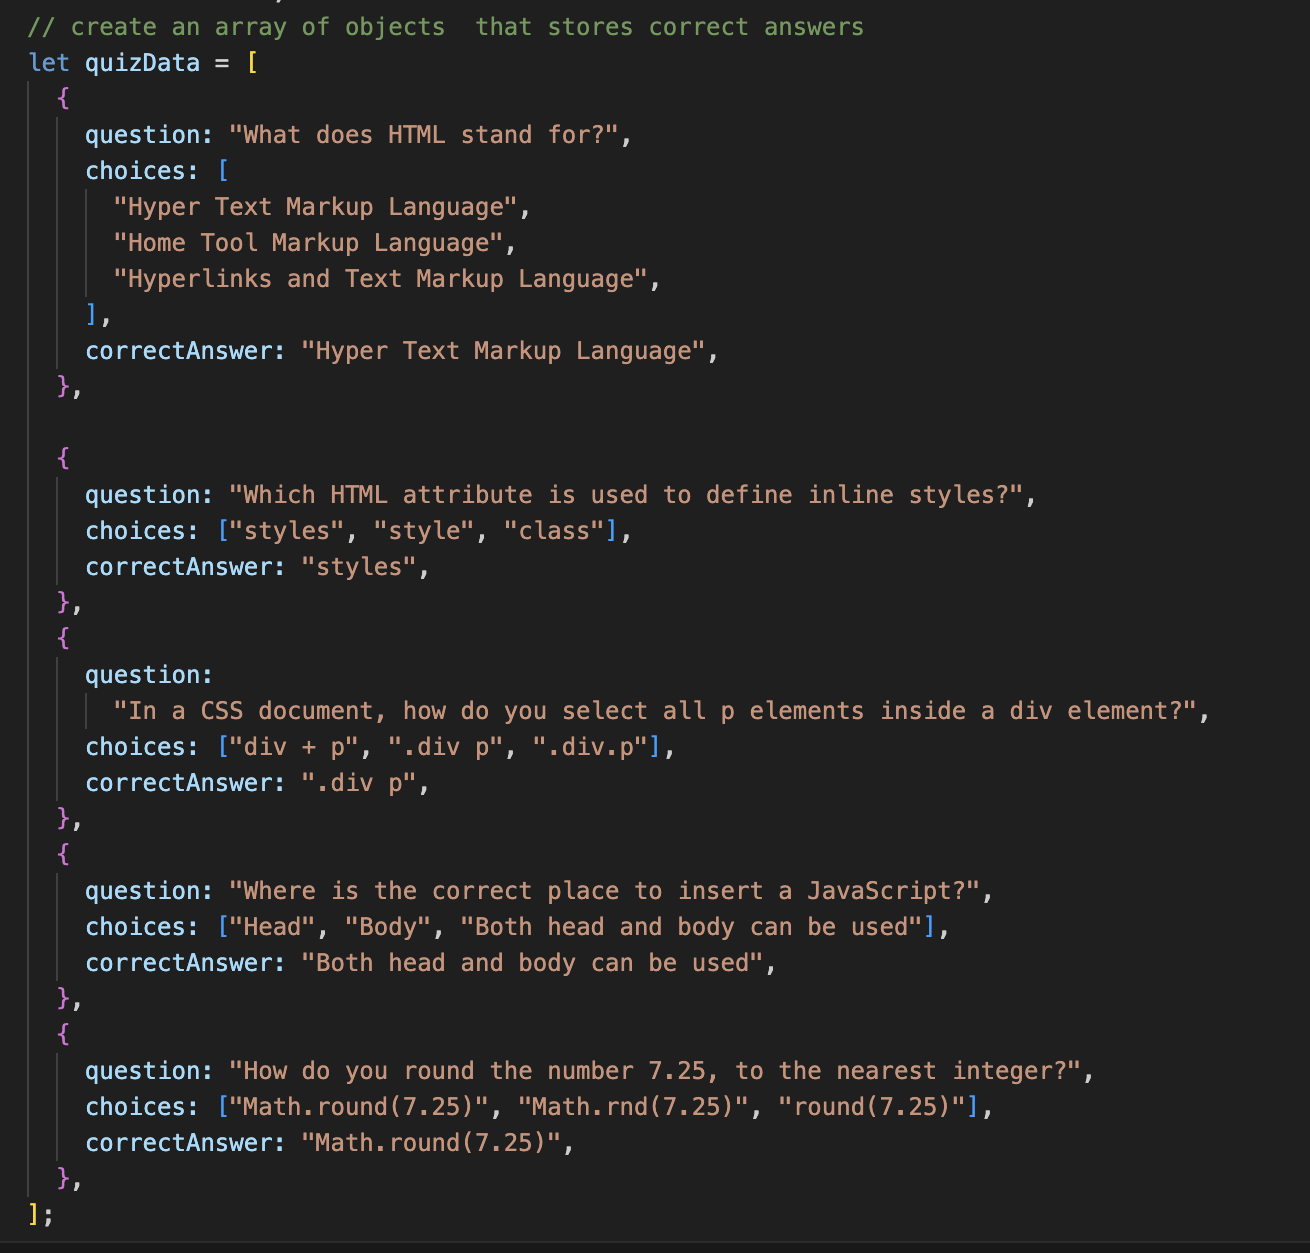 // create an array of objects  that stores correct answers
let quizData = [
  {
    question: "What does HTML stand for?",
    choices: [
      "Hyper Text Markup Language",
      "Home Tool Markup Language",
      "Hyperlinks and Text Markup Language",
    ],
    correctAnswer: "Hyper Text Markup Language",
  },

  {
    question: "Which HTML attribute is used to define inline styles?",
    choices: ["styles", "style", "class"],
    correctAnswer: "styles",
  },
  {
    question:
      "In a CSS document, how do you select all p elements inside a div element?",
    choices: ["div + p", ".div p", ".div.p"],
    correctAnswer: ".div p",
  },
  {
    question: "Where is the correct place to insert a JavaScript?",
    choices: ["Head", "Body", "Both head and body can be used"],
    correctAnswer: "Both head and body can be used",
  },
  {
    question: "How do you round the number 7.25, to the nearest integer?",
    choices: ["Math.round(7.25)", "Math.rnd(7.25)", "round(7.25)"],
    correctAnswer: "Math.round(7.25)",
  },
];